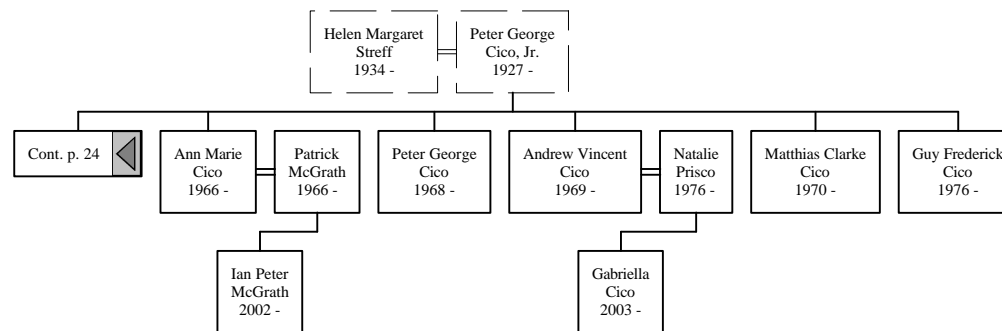 Helen Margaret
Streff
1934 -
Peter George
Cico, Jr.
1927 -
Cont. p. 24
Ann Marie
Cico
1966 -
Patrick
McGrath
1966 -
Peter George
Cico
1968 -
Andrew Vincent
Cico
1969 -
Natalie
Prisco
1976 -
Matthias Clarke
Cico
1970 -
Guy Frederick
Cico
1976 -
Ian Peter
McGrath
2002 -
Gabriella
Cico
2003 -